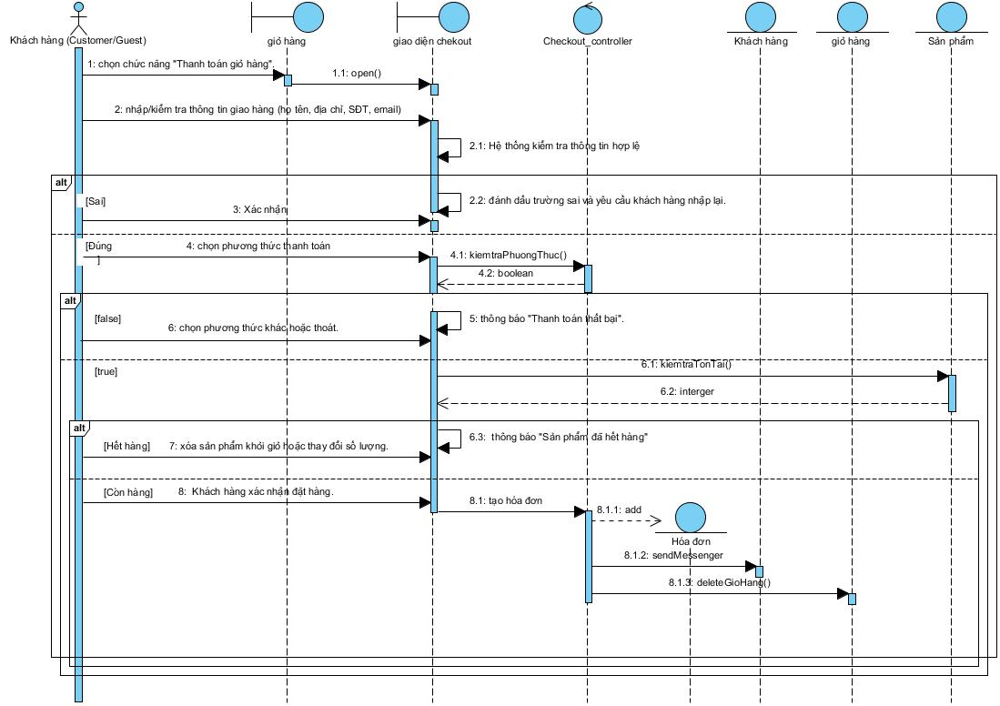 Khách hàng (Customer/Guest)
giỏ hàng
giao diện chekout
Checkout_controller
Khách hàng
giỏ hàng
Sản phẩm
1: chọn chức năng "Thanh toán giỏ hàng".
1.1: open()
2: nhập/kiểm tra thông tin giao hàng (họ tên, địa chỉ, SĐT, email)
2.1: Hệ thống kiểm tra thông tin hợp lệ
alt
[Sai]
2.2: đánh dấu trường sai và yêu cầu khách hàng nhập lại.
3: Xác nhận
[Đúng
]
4: chọn phương thức thanh toán
4.1: kiemtraPhuongThuc()
4.2: boolean
alt
[false]
5: thông báo "Thanh toán thất bại".
6: chọn phương thức khác hoặc thoát.
[true]
6.1: kiemtraTonTai()
6.2: interger
alt
6.3: thông báo "Sản phẩm đã hết hàng"
[Hết hàng]
7: xóa sản phẩm khỏi giỏ hoặc thay đổi số lượng.
[Còn hàng]
8: Khách hàng xác nhận đặt hàng.
8.1: tạo hóa đơn
8.1.1: add
Hóa đơn
8.1.2: sendMessenger
8.1.3: deleteGioHang()